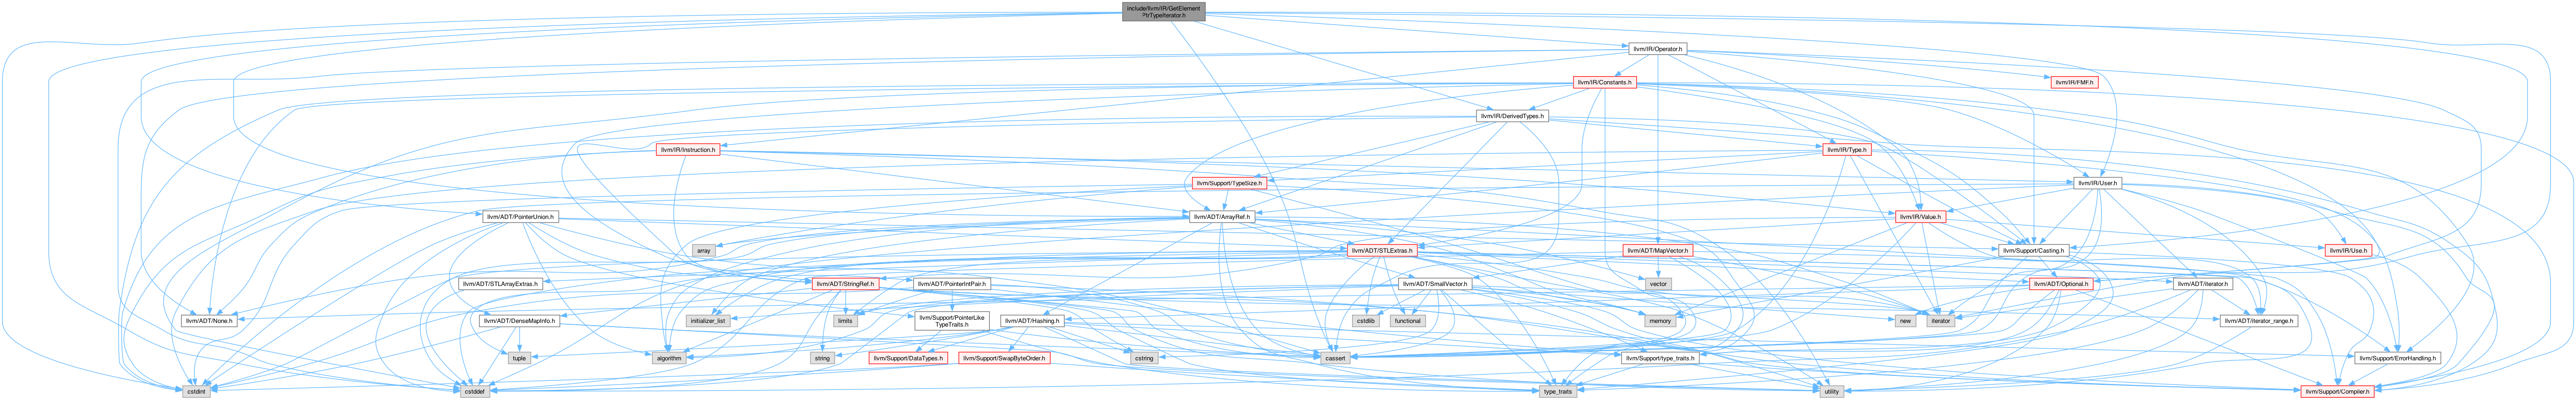 include/llvm/IR/GetElement
PtrTypeIterator.h
llvm/IR/Operator.h
llvm/IR/Constants.h
llvm/IR/FMF.h
llvm/IR/DerivedTypes.h
llvm/IR/Instruction.h
llvm/IR/Type.h
llvm/Support/TypeSize.h
llvm/IR/User.h
llvm/ADT/PointerUnion.h
llvm/ADT/ArrayRef.h
llvm/IR/Value.h
array
llvm/ADT/STLExtras.h
llvm/ADT/MapVector.h
llvm/Support/Casting.h
llvm/IR/Use.h
llvm/ADT/STLArrayExtras.h
llvm/ADT/StringRef.h
llvm/ADT/PointerIntPair.h
llvm/ADT/SmallVector.h
vector
llvm/ADT/Optional.h
llvm/ADT/iterator.h
llvm/ADT/None.h
llvm/ADT/DenseMapInfo.h
initializer_list
limits
llvm/Support/PointerLike
TypeTraits.h
llvm/ADT/Hashing.h
cstdlib
functional
memory
new
iterator
llvm/ADT/iterator_range.h
tuple
algorithm
string
llvm/Support/DataTypes.h
llvm/Support/SwapByteOrder.h
cstring
cassert
llvm/Support/type_traits.h
llvm/Support/ErrorHandling.h
cstdint
cstddef
type_traits
utility
llvm/Support/Compiler.h